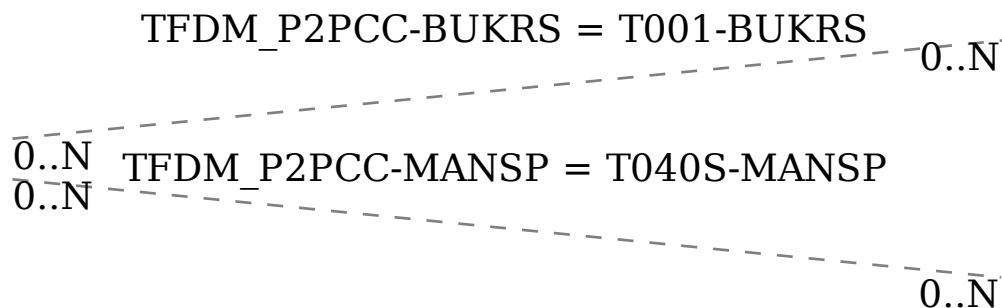 TFDM_P2PCC-BUKRS = T001-BUKRS
0..N
0..N
TFDM_P2PCC-MANSP = T040S-MANSP
0..N
0..N